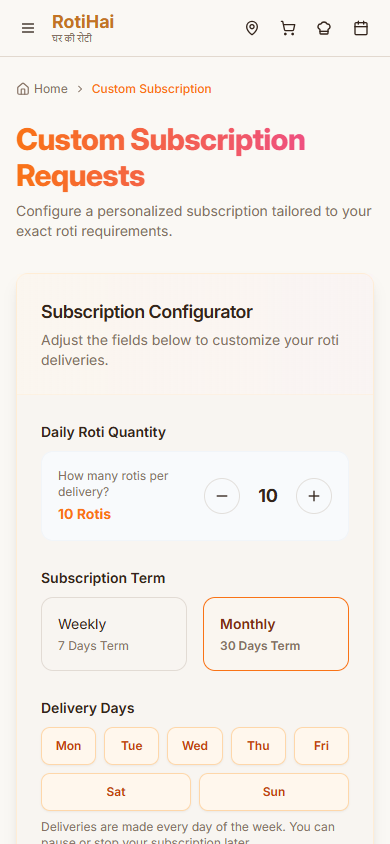 RotiHai
घर की रोटी
Home > Custom Subscription
Custom Subscription
Requests
Configure a personalized subscription tailored to your
exact roti requirements.
Subscription Configurator
Adjust the fields below to customize your roti
deliveries.
Daily Roti Quantity
How many rotis per
delivery?
10 Rotis
10
Subscription Term
Weekly
7 Days Term
Monthly
30 Days Term
Delivery Days
Mon
Tue
Wed
Thu
Fri
Sat
Sun
Deliveries are made every day of the week. You can
pause or stop your subscription later.